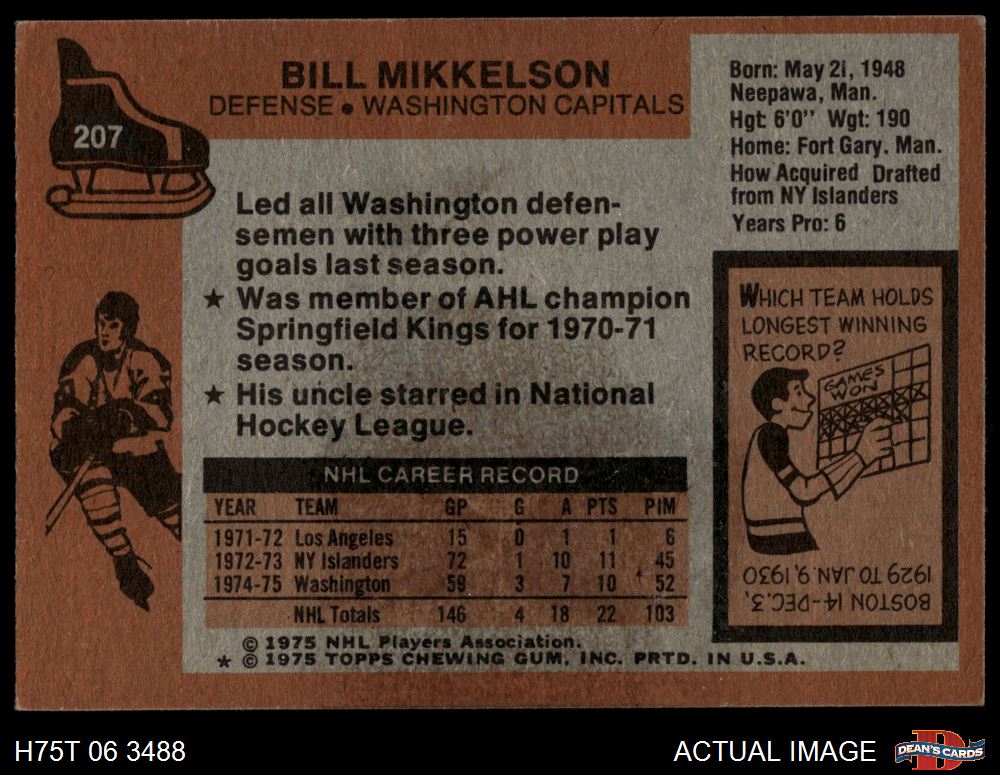 207
BILL MIKKELSON
DEFENSE • WASHINGTON CAPITALS
Born: May 21, 1948
Neepawa, Man.
Hgt: 6'0" Wgt: 190
Home: Fort Gary. Man.
How Acquired Drafted
from NY Islanders
Years Pro: 6
Led all Washington defen-
semen with three power play
goals last season.
★ Was member of AHL champion
Springfield Kings for 1970-71
season.
★ His uncle starred in National
Hockey League.
WHICH TEAM HOLDS
LONGEST WINNING
RECORD?
GAMES
WON
BOSTON 14-DEC.3,
1929 TO JAN.9,1930
NHL CAREER RECORD
YEAR TEAM GP G A PTS PIM
1971-72 Los Angeles 15 0 1 1 6
1972-73 NY Islanders 72 1 10 11 45
1974-75 Washington 59 3 7 10 52
NHL Totals 146 4 18 22 103
© 1975 NHL Players Association.
★ © 1975 TOPPS CHEWING GUM, INC. PRTD. IN U.S.A.
H75T 06 3488
ACTUAL IMAGE
D
DEAN'S CARDS